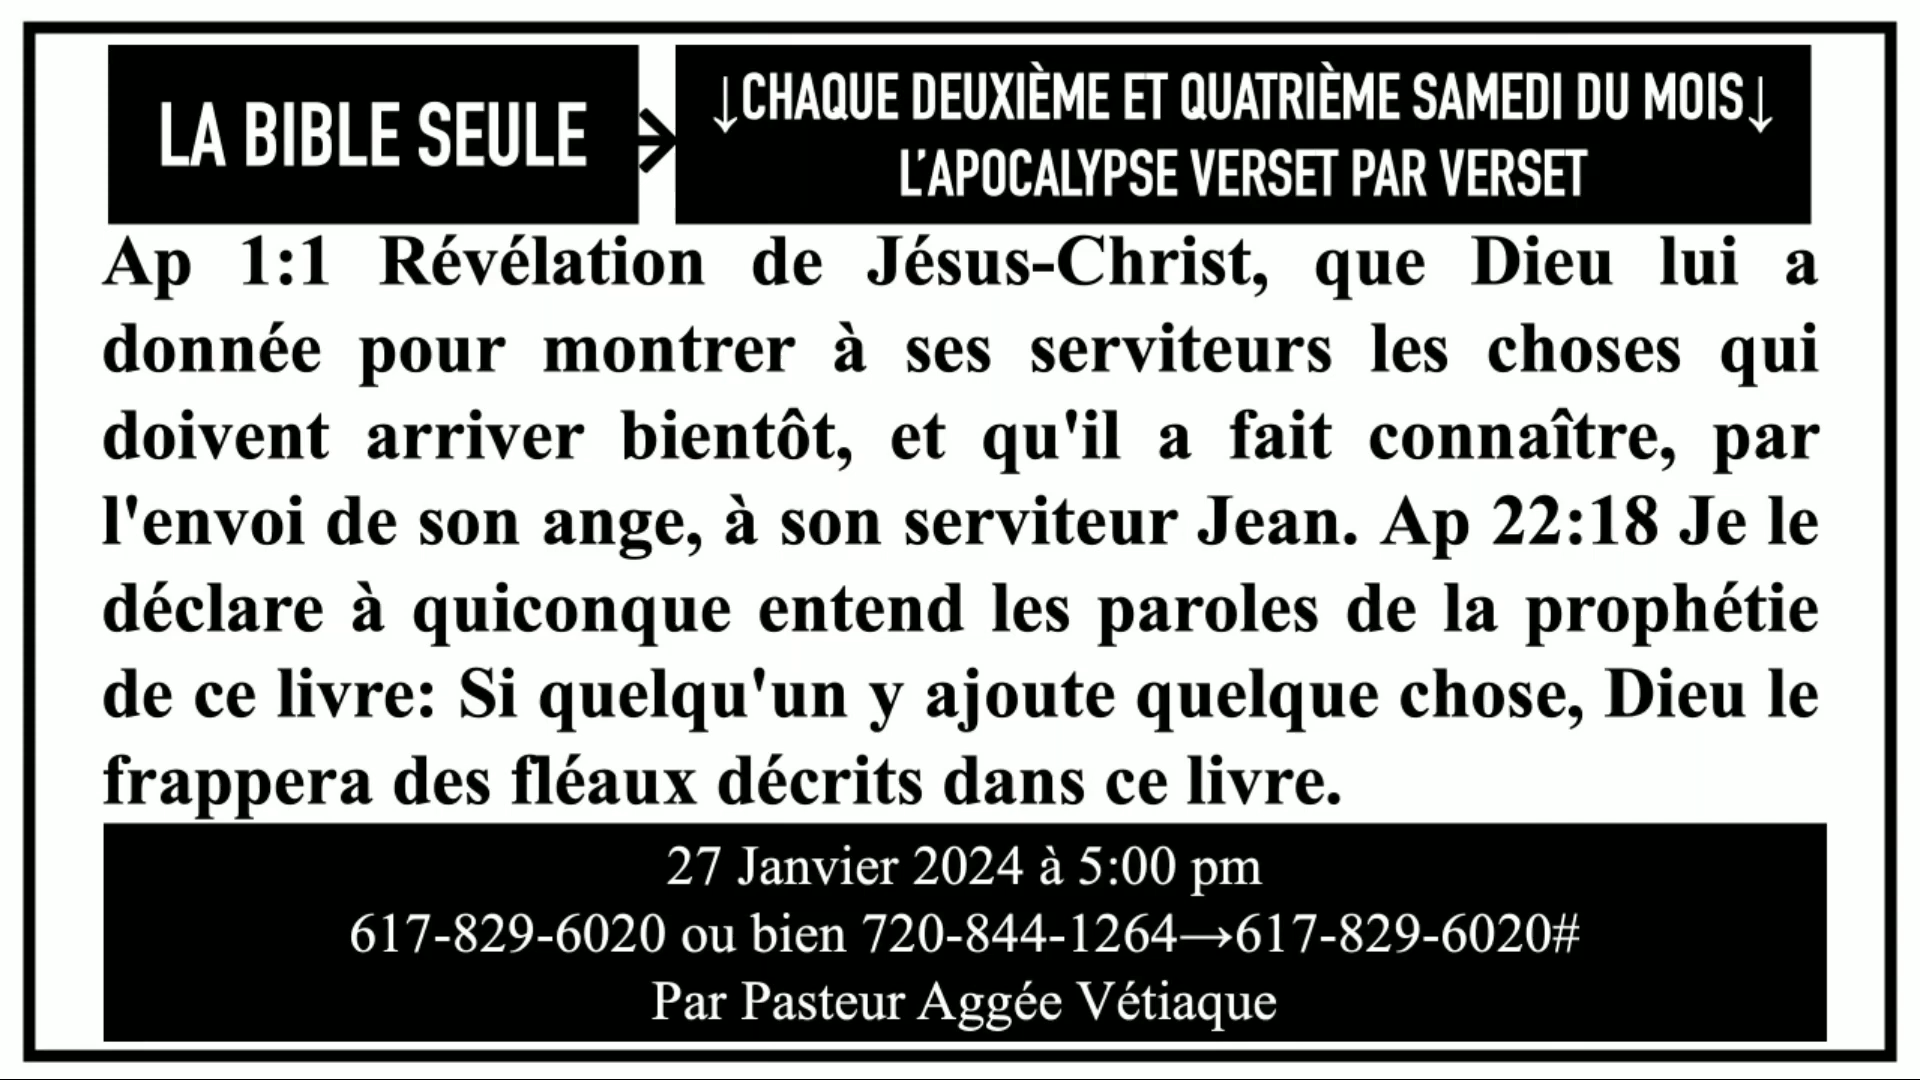 LA BIBLE SEULE
→
↓CHAQUE DEUXIÈME ET QUATRIÈME SAMEDI DU MOIS↓
L’APOCALYPSE VERSET PAR VERSET
Ap 1:1 Révélation de Jésus-Christ, que Dieu lui a
donnée pour montrer à ses serviteurs les choses qui
doivent arriver bientôt, et qu'il a fait connaître, par
l'envoi de son ange, à son serviteur Jean. Ap 22:18 Je le
déclare à quiconque entend les paroles de la prophétie
de ce livre: Si quelqu'un y ajoute quelque chose, Dieu le
frappera des fléaux décrits dans ce livre.
27 Janvier 2024 à 5:00 pm
617-829-6020 ou bien 720-844-1264→617-829-6020#
Par Pasteur Aggée Vétiaque